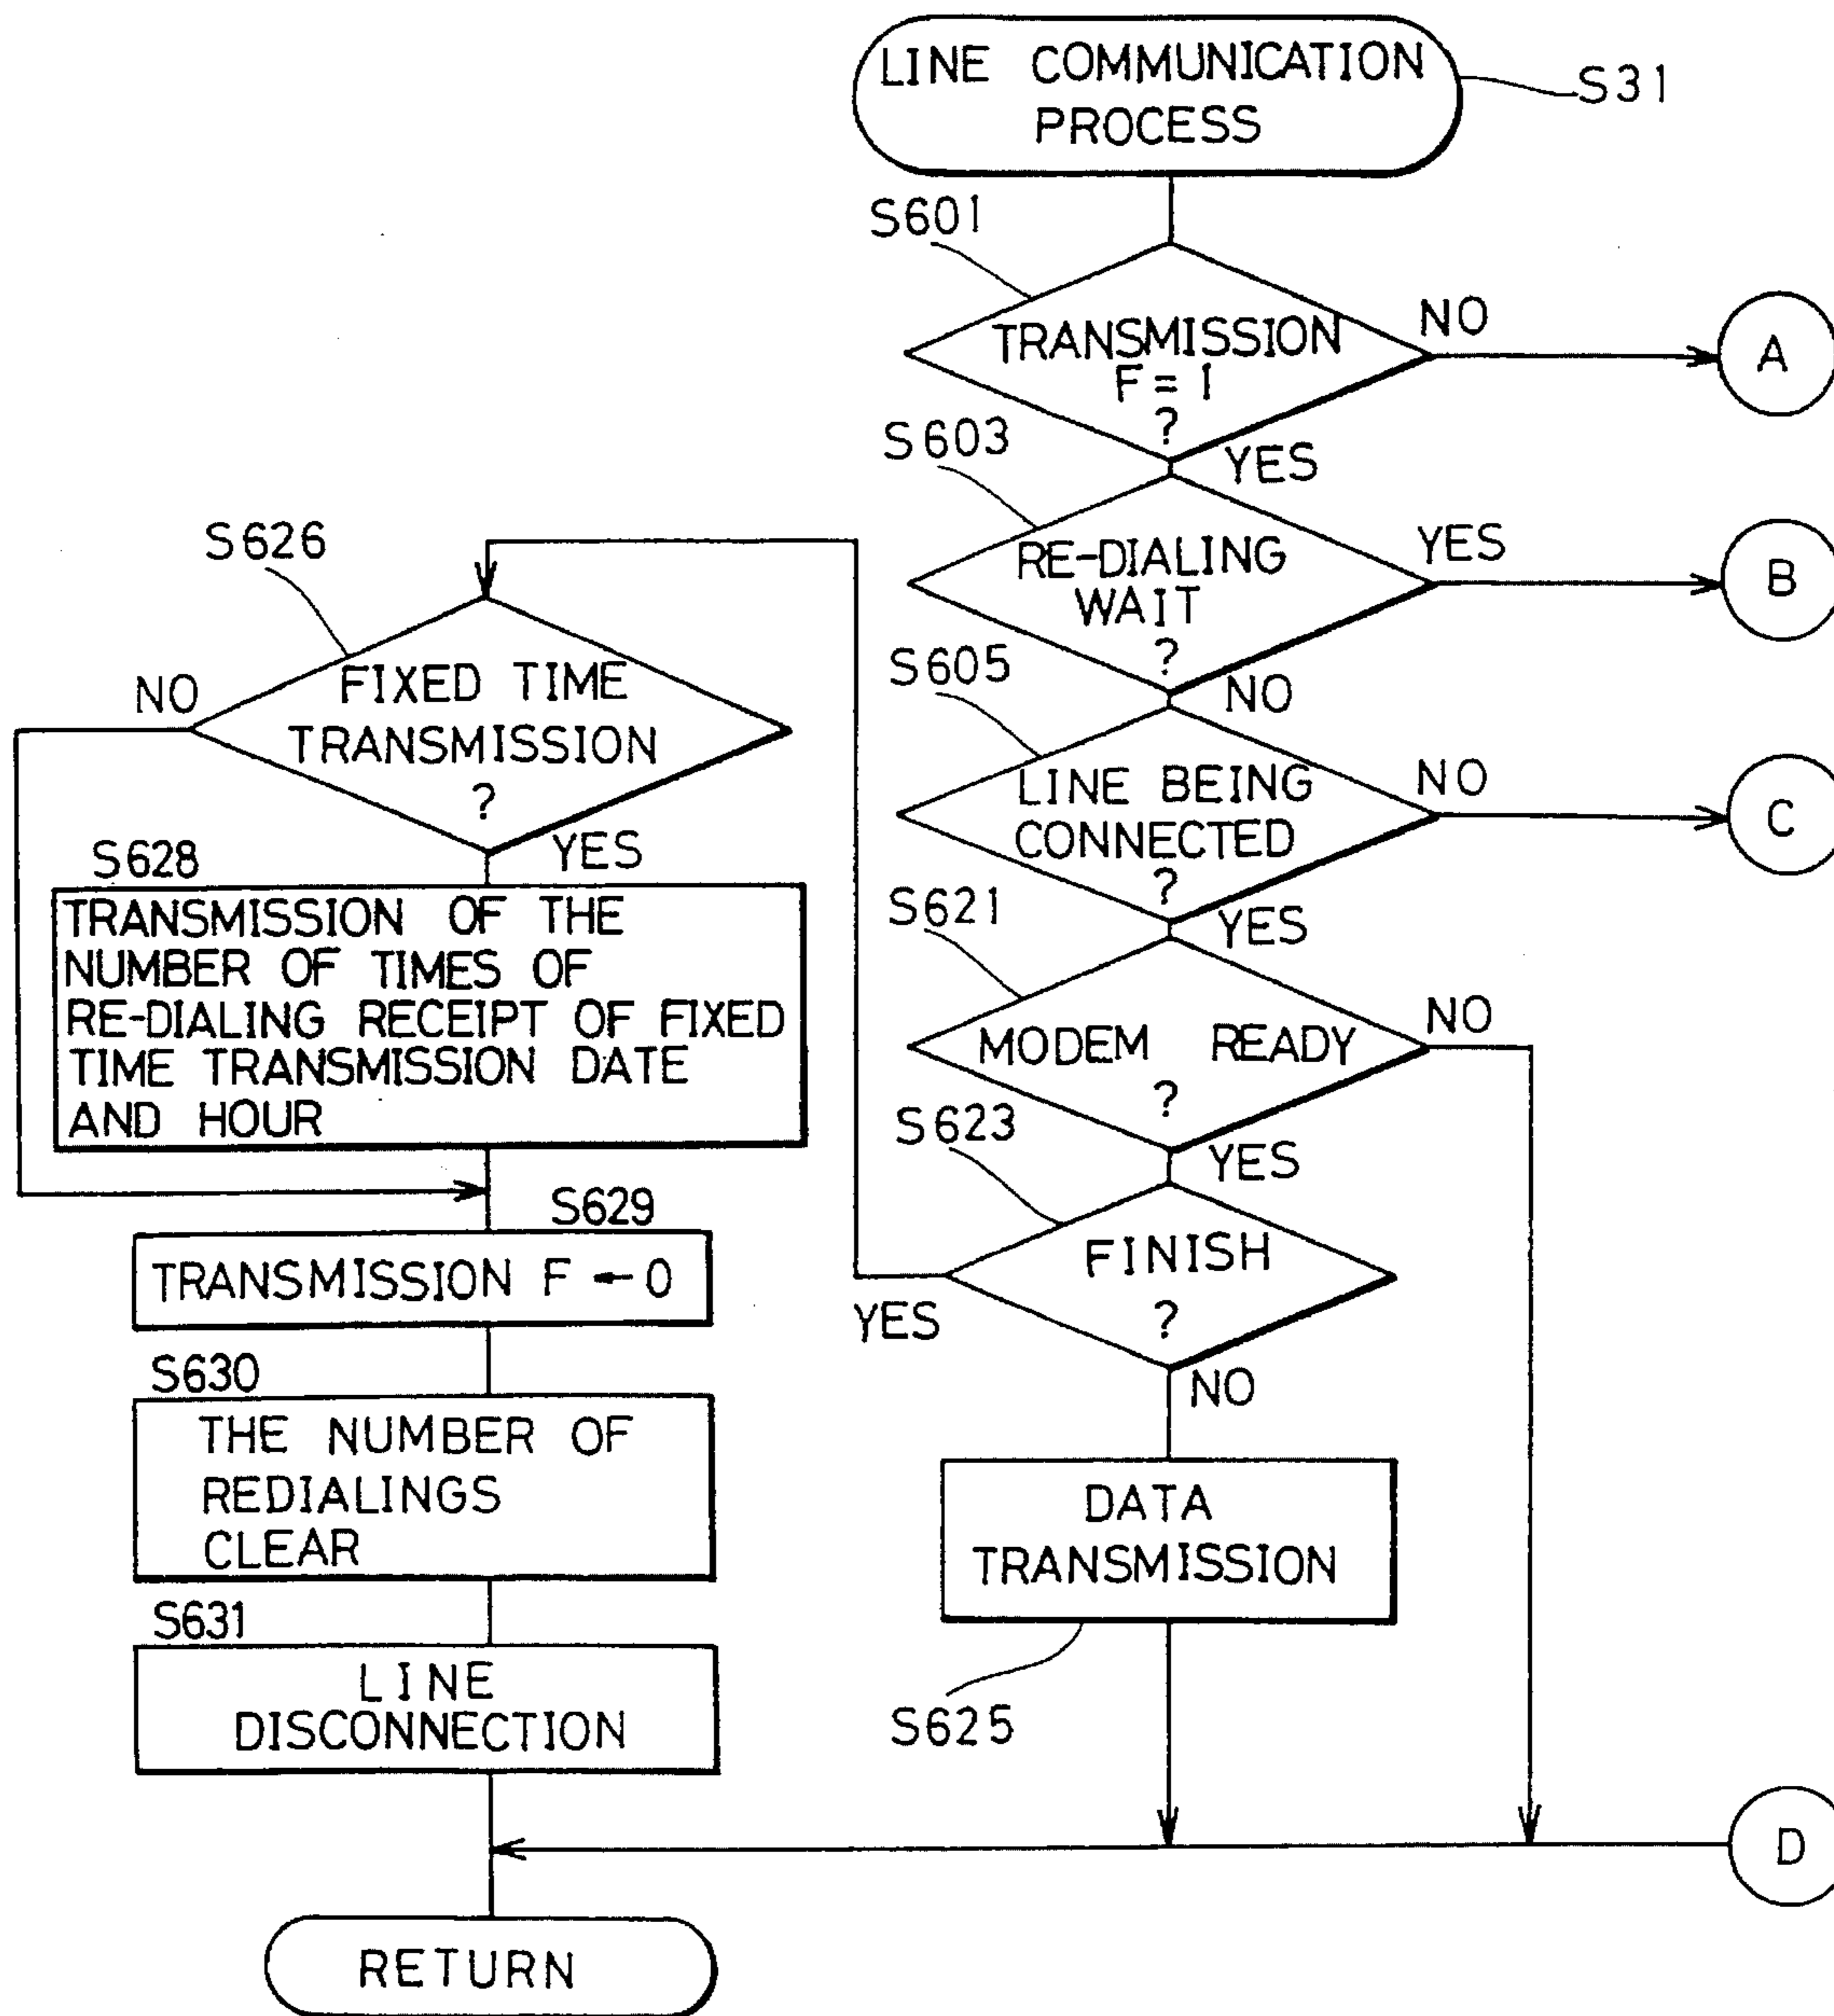 LINE COMMUNICATION
PROCESS
S31
S601
TRANSMISSION
F = 1
?
NO
A
YES
S603
RE-DIALING
WAIT
?
YES
B
NO
S605
LINE BEING
CONNECTED
?
NO
C
YES
S621
MODEM READY
?
NO
YES
S623
FINISH
?
YES
NO
DATA
TRANSMISSION
S625
S626
FIXED TIME
TRANSMISSION
?
NO
YES
S628
TRANSMISSION OF THE
NUMBER OF TIMES OF
RE-DIALING RECEIPT OF FIXED
TIME TRANSMISSION DATE
AND HOUR
S629
TRANSMISSION F ← 0
S630
THE NUMBER OF
REDIALINGS
CLEAR
S631
LINE
DISCONNECTION
D
RETURN